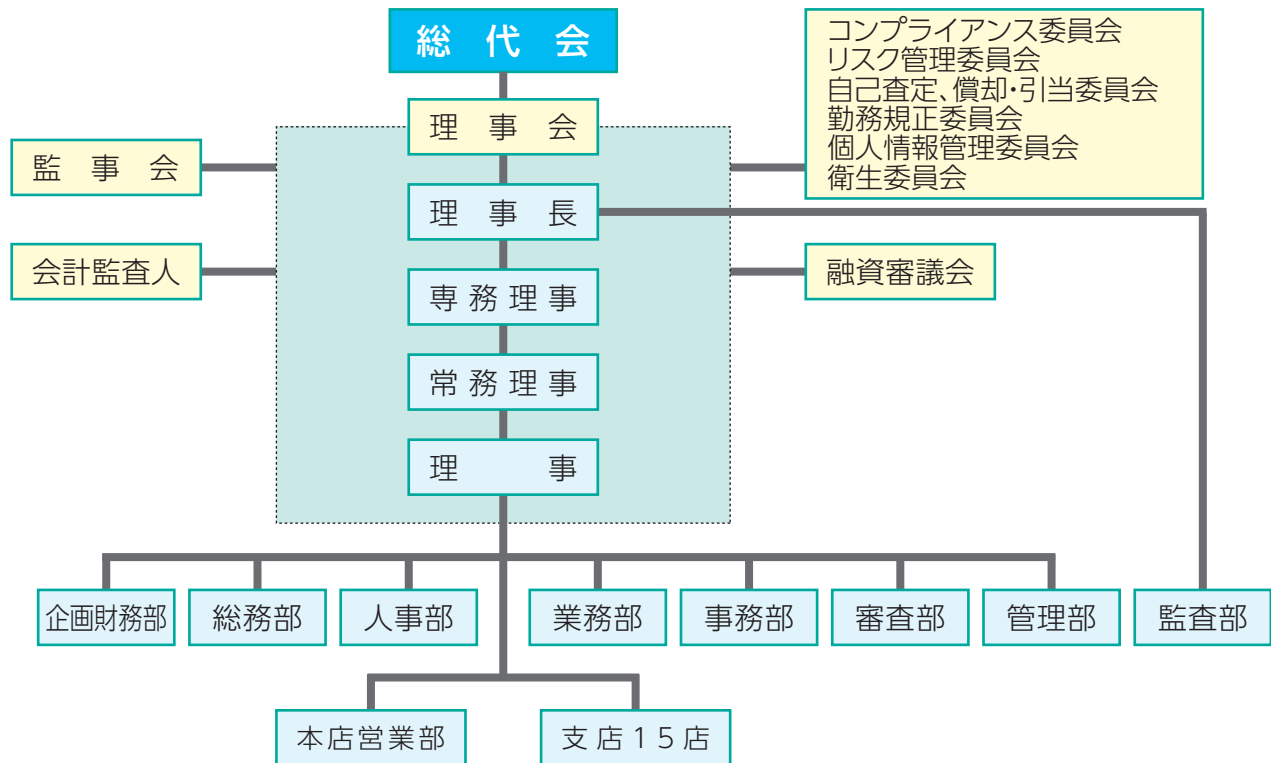 総代会
コンプライアンス委員会
リスク管理委員会
自己査定、償却・引当委員会
勤務規正委員会
個人情報管理委員会
衛生委員会
理事会
監事会
理事長
会計監査人
融資審議会
専務理事
常務理事
理事
企画財務部
総務部
人事部
業務部
事務部
審査部
管理部
監査部
本店営業部
支店15店